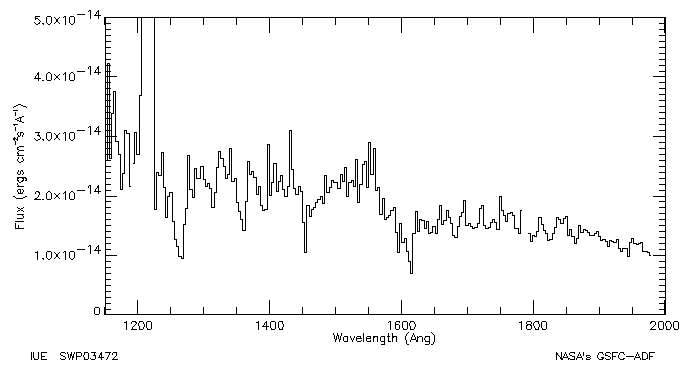 5.0×10⁻¹⁴
4.0×10⁻¹⁴
3.0×10⁻¹⁴
2.0×10⁻¹⁴
1.0×10⁻¹⁴
0
Flux (ergs cm⁻²s⁻¹A⁻¹)
1200 1400 1600 1800 2000
Wavelength (Ang)
IUE SWP03472 NASA's GSFC–ADF